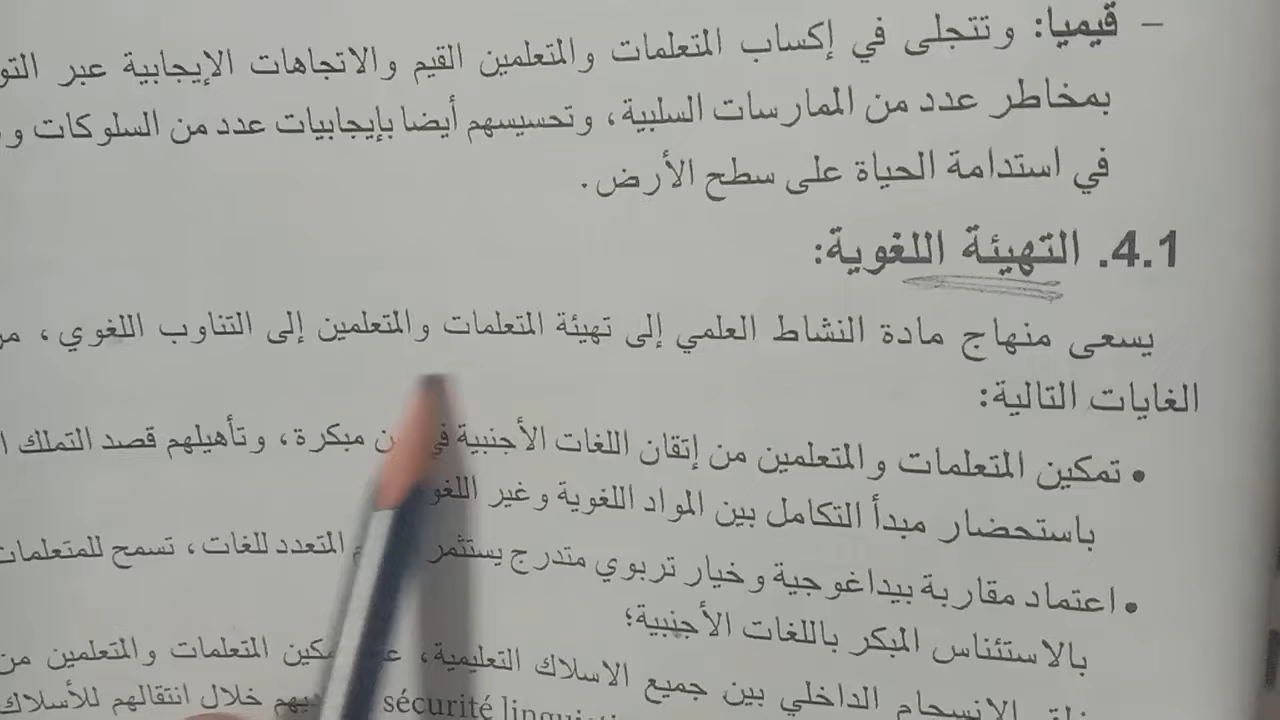 – قيميا: وتتجلى في إكساب المتعلمات والمتعلمين القيم والاتجاهات الإيجابية عبر
بمخاطر عدد من الممارسات السلبية، وتحسيسهم أيضا بإيجابيات عدد من السلوكات و
في استدامة الحياة على سطح الأرض.
4.1. التهيئة اللغوية:
يسعى منهاج مادة النشاط العلمي إلى تهيئة المتعلمات والمتعلمين إلى التناوب اللغوي،
الغايات التالية:
• تمكين المتعلمات والمتعلمين من إتقان اللغات الأجنبية مبكرة، وتأهيلهم قصد التملك
باستحضار مبدأ التكامل بين المواد اللغوية وغير
• اعتماد مقاربة بيداغوجية وخيار تربوي متدرج يستثمر المتعدد للغات، تسمح للمتعلمات
بالاستئناس المبكر باللغات الأجنبية؛
الانسجام الداخلي بين جميع الاسلاك التعليمية، المتعلمات والمتعلمين من
sécurité خلال انتقالهم للأسلاك